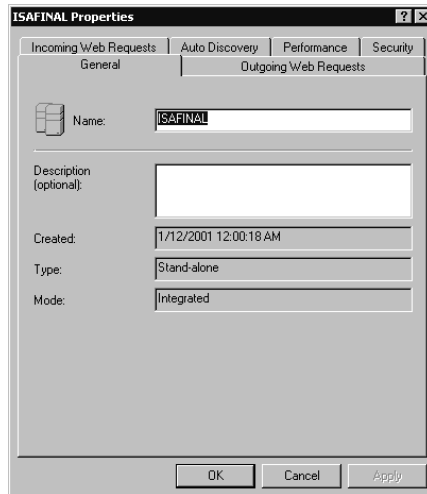 ISAFINAL Properties
Incoming Web Requests Auto Discovery Performance Security
General Outgoing Web Requests
Name: ISAFINAL
Description
(optional):
Created: 1/12/2001 12:00:18 AM
Type: Stand-alone
Mode: Integrated
OK Cancel Apply